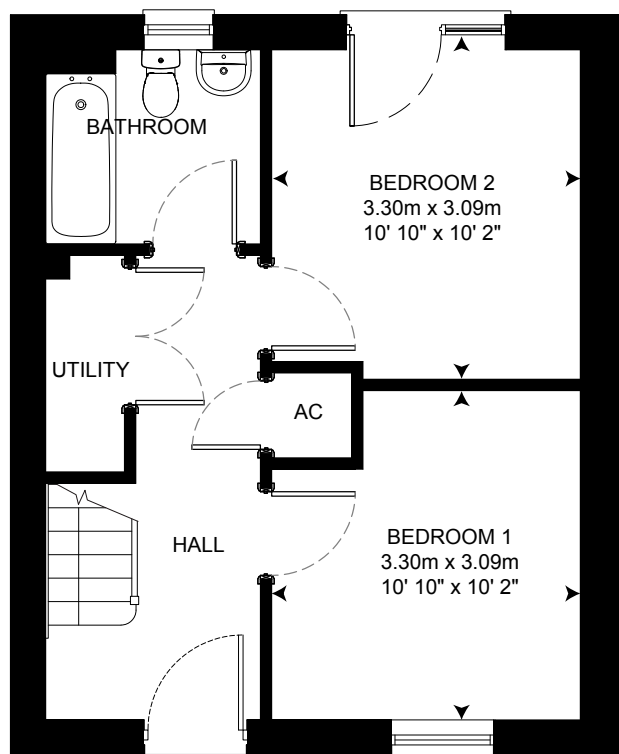 BATHROOM
BEDROOM 2
3.30m x 3.09m
10' 10" x 10' 2"
UTILITY
AC
HALL
BEDROOM 1
3.30m x 3.09m
10' 10" x 10' 2"